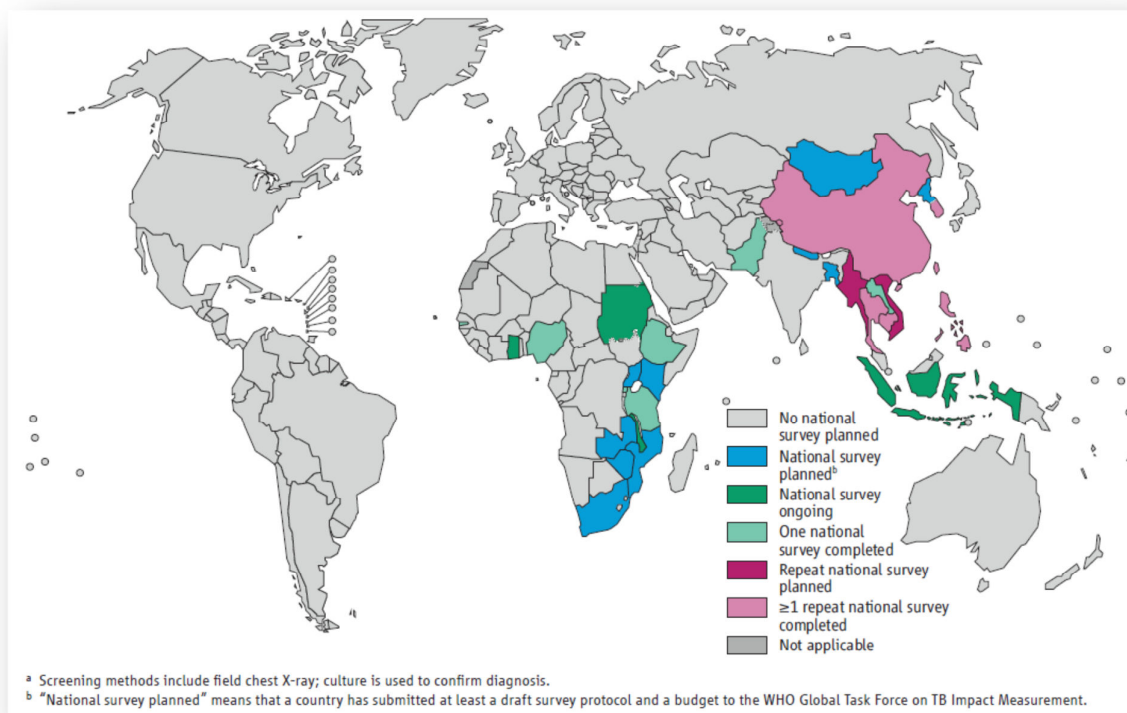 No national
survey planned
National survey
plannedᵇ
National survey
ongoing
One national
survey completed
Repeat national survey
planned
≥1 repeat national survey
completed
Not applicable
ᵃ Screening methods include field chest X-ray; culture is used to confirm diagnosis.
ᵇ “National survey planned” means that a country has submitted at least a draft survey protocol and a budget to the WHO Global Task Force on TB Impact Measurement.